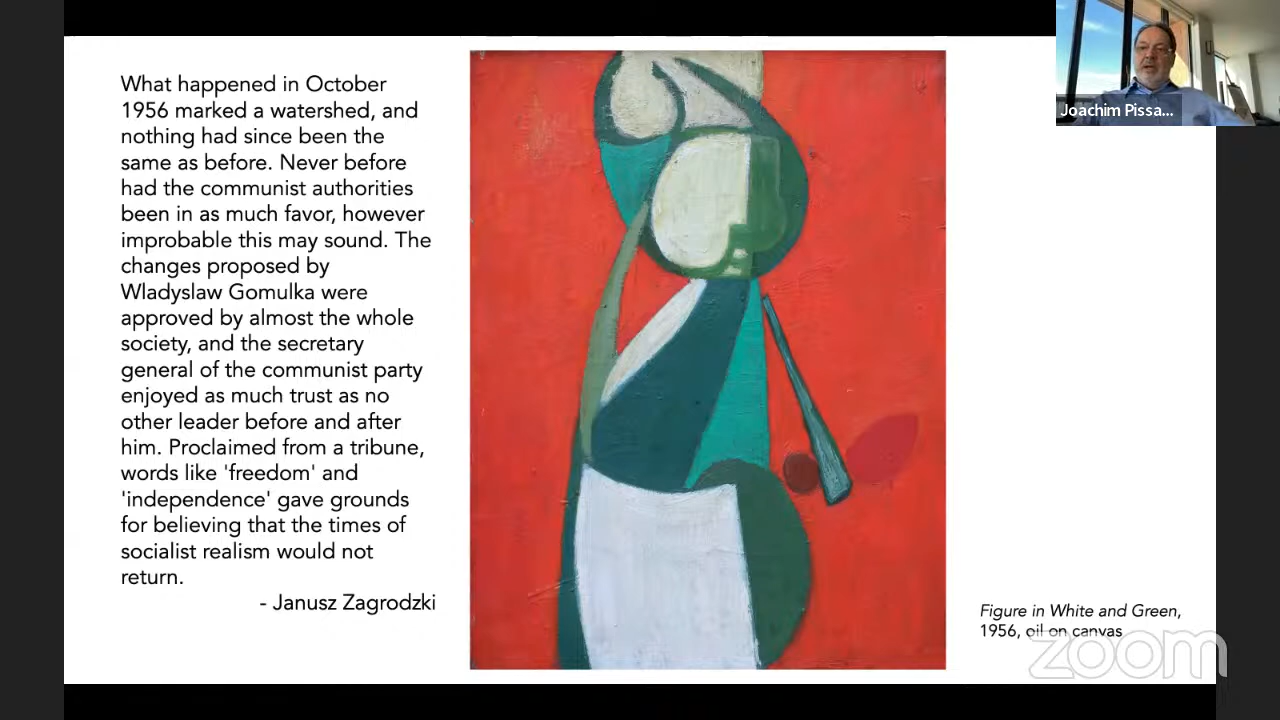 What happened in October
1956 marked a watershed, and
nothing had since been the
same as before. Never before
had the communist authorities
been in as much favor, however
improbable this may sound. The
changes proposed by
Wladyslaw Gomulka were
approved by almost the whole
society, and the secretary
general of the communist party
enjoyed as much trust as no
other leader before and after
him. Proclaimed from a tribune,
words like 'freedom' and
'independence' gave grounds
for believing that the times of
socialist realism would not
return.
- Janusz Zagrodzki
Joachim Pissa...
Figure in White and Green,
1956, oil on canvas
zoom